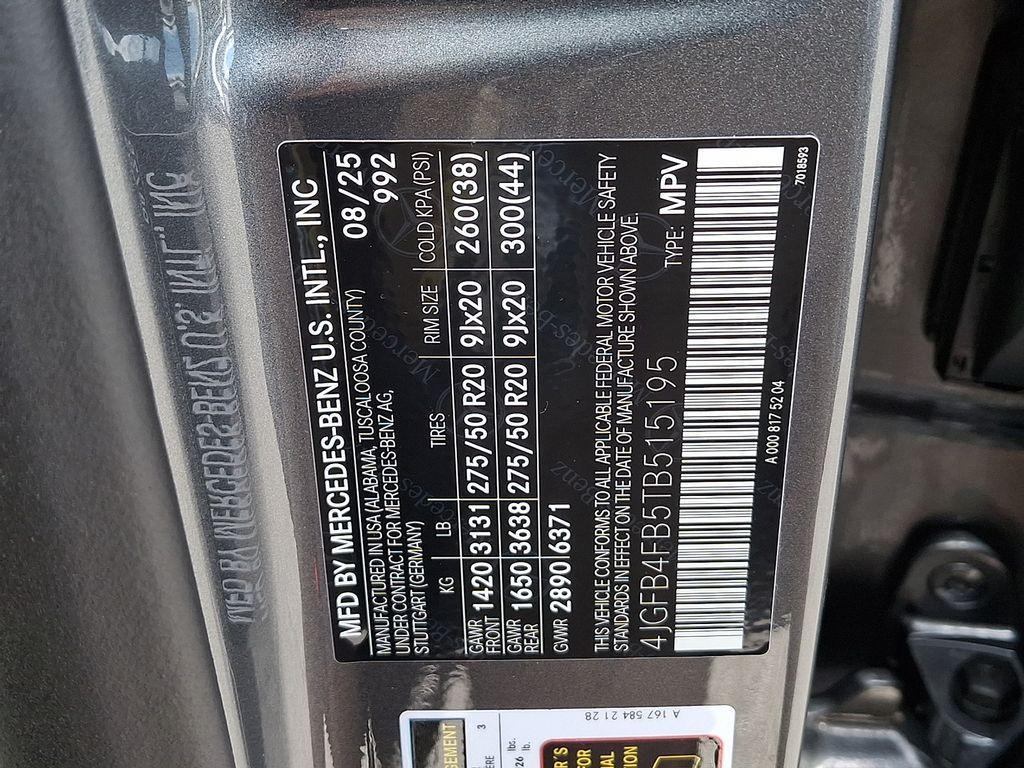 MFD BY MERCEDES-BENZ U.S. INTL., INC
MANUFACTURED IN USA (ALABAMA, TUSCALOOSA COUNTY) 08/25
UNDER CONTRACT FOR MERCEDES-BENZ AG, 992
STUTTGART (GERMANY)
KG LB TIRES RIM SIZE COLD KPA (PSI)
GAWR FRONT 1420 3131 275/50 R20 9Jx20 260(38)
GAWR REAR 1650 3638 275/50 R20 9Jx20 300(44)
GVWR 2890 6371
THIS VEHICLE CONFORMS TO ALL APPLICABLE FEDERAL MOTOR VEHICLE SAFETY
STANDARDS IN EFFECT ON THE DATE OF MANUFACTURE SHOWN ABOVE.
4JGFB4FB5TB515195 TYPE: MPV
A 000 817 52 04 7018593
A 167 584 21 28